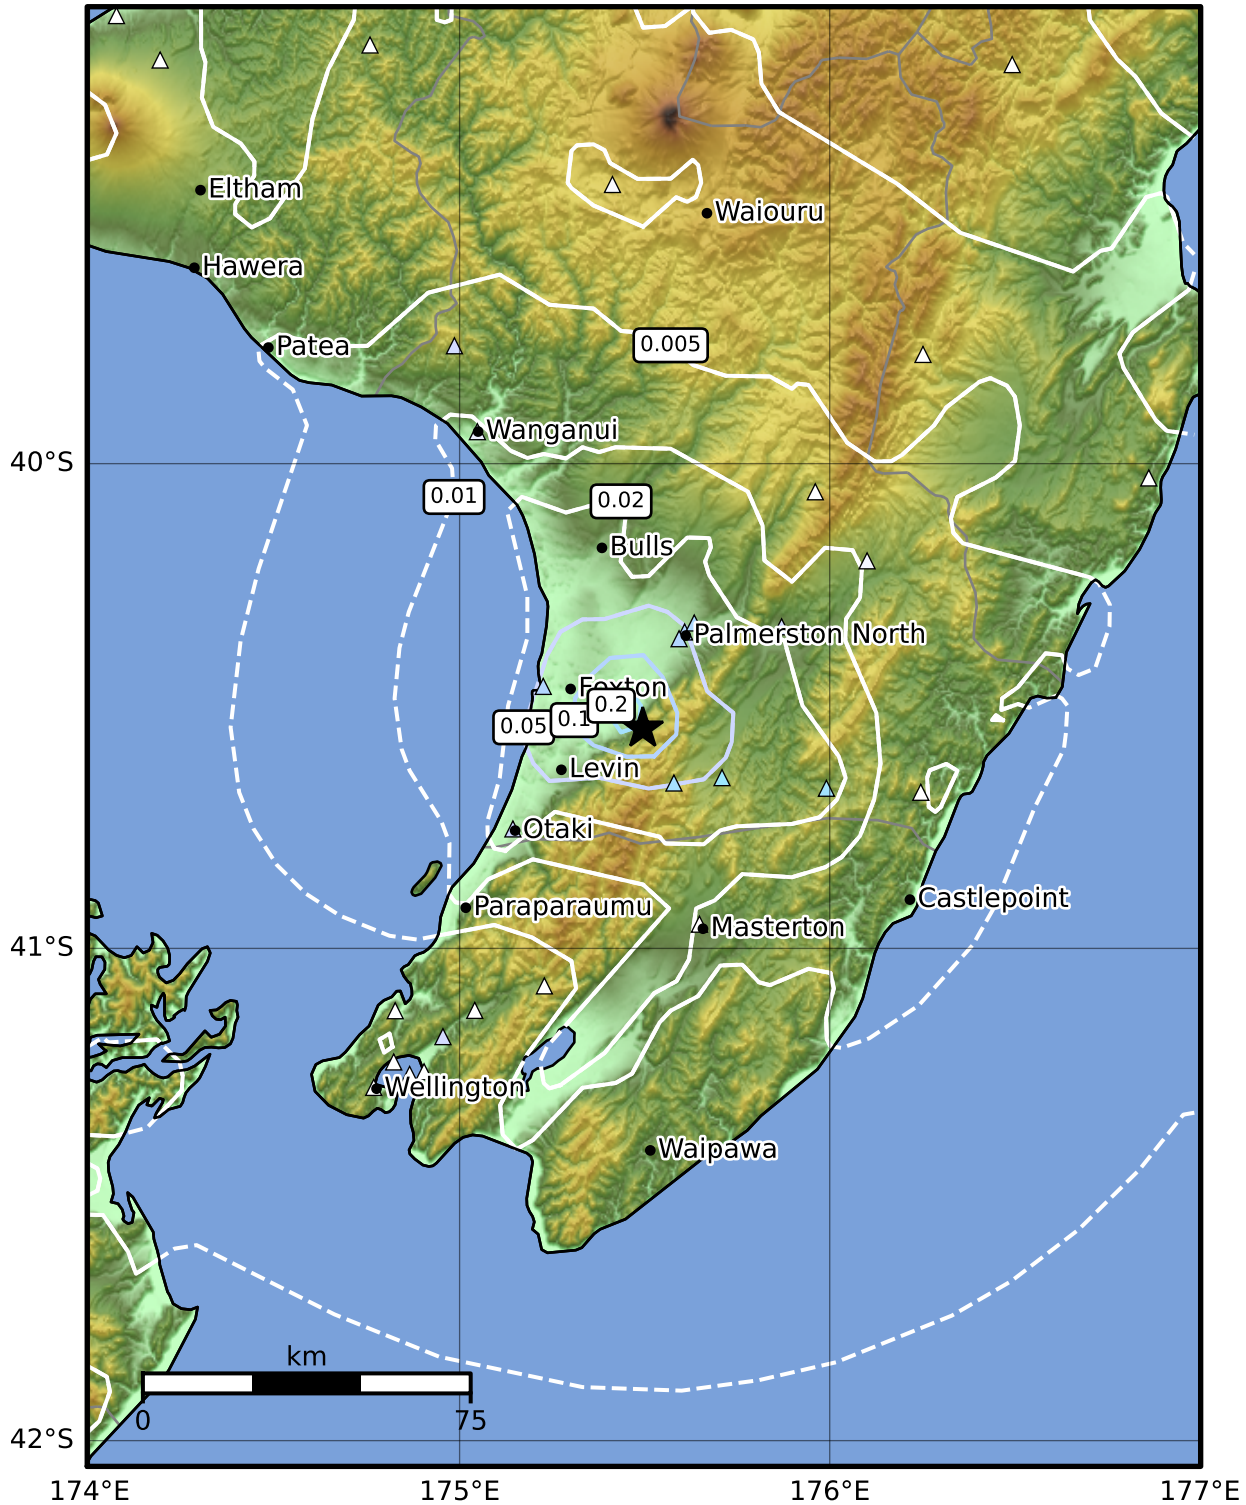 Eltham
Waiouru
Hawera
0.005
Patea
Wanganui
40°S
0.01
0.02
Bulls
Palmerston North
Foxton
0.2
0.1
0.05
Levin
Otaki
Castlepoint
Paraparaumu
Masterton
41°S
Wellington
Waipawa
km
0
75
42°S
174°E
175°E
176°E
177°E